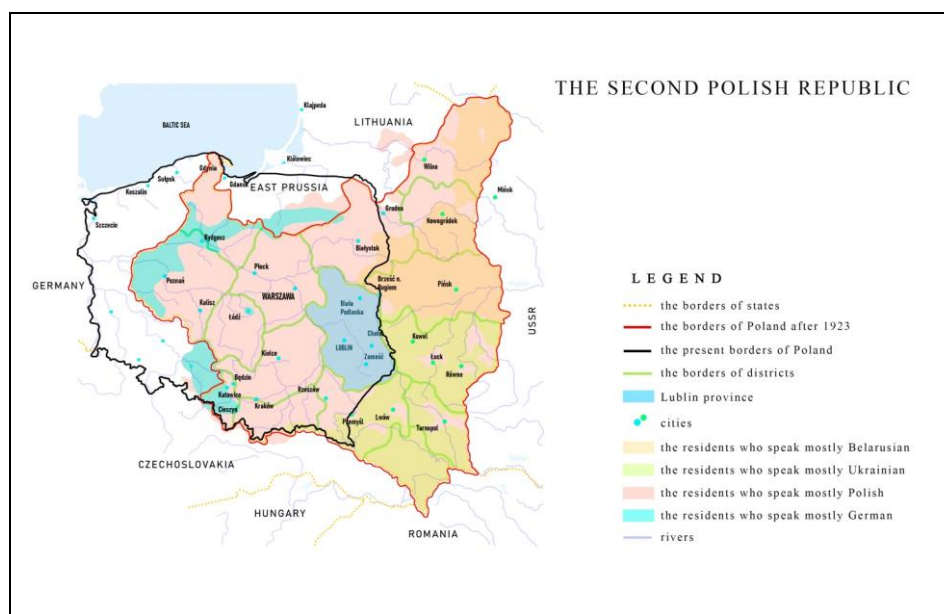 THE SECOND POLISH REPUBLIC
Klajpeda
BALTIC SEA
LITHUANIA
Królewiec
Wilno
Gdynia
Słupsk
Gdańsk
Koszalin
EAST PRUSSIA
Mińsk
Grodno
Nowogródek
Szczecin
Bydgosz
Białystok
Płock
Brześć n. Bugiem
Pińsk
GERMANY
Poznań
WARSZAWA
Kalisz
Biała
Podlaska
USSR
Łódź
Chełm
LUBLIN
Kowel
Kielce
Zamość
Łuck
Równe
Będzin
Katowice
Rzeszów
Cieszyn
Kraków
Lwów
Pżemyśl
Tarnopol
CZECHOSLOVAKIA
HUNGARY
ROMANIA
LEGEND
the borders of states
the borders of Poland after 1923
the present borders of Poland
the borders of districts
Lublin province
cities
the residents who speak mostly Belarusian
the residents who speak mostly Ukrainian
the residents who speak mostly Polish
the residents who speak mostly German
rivers